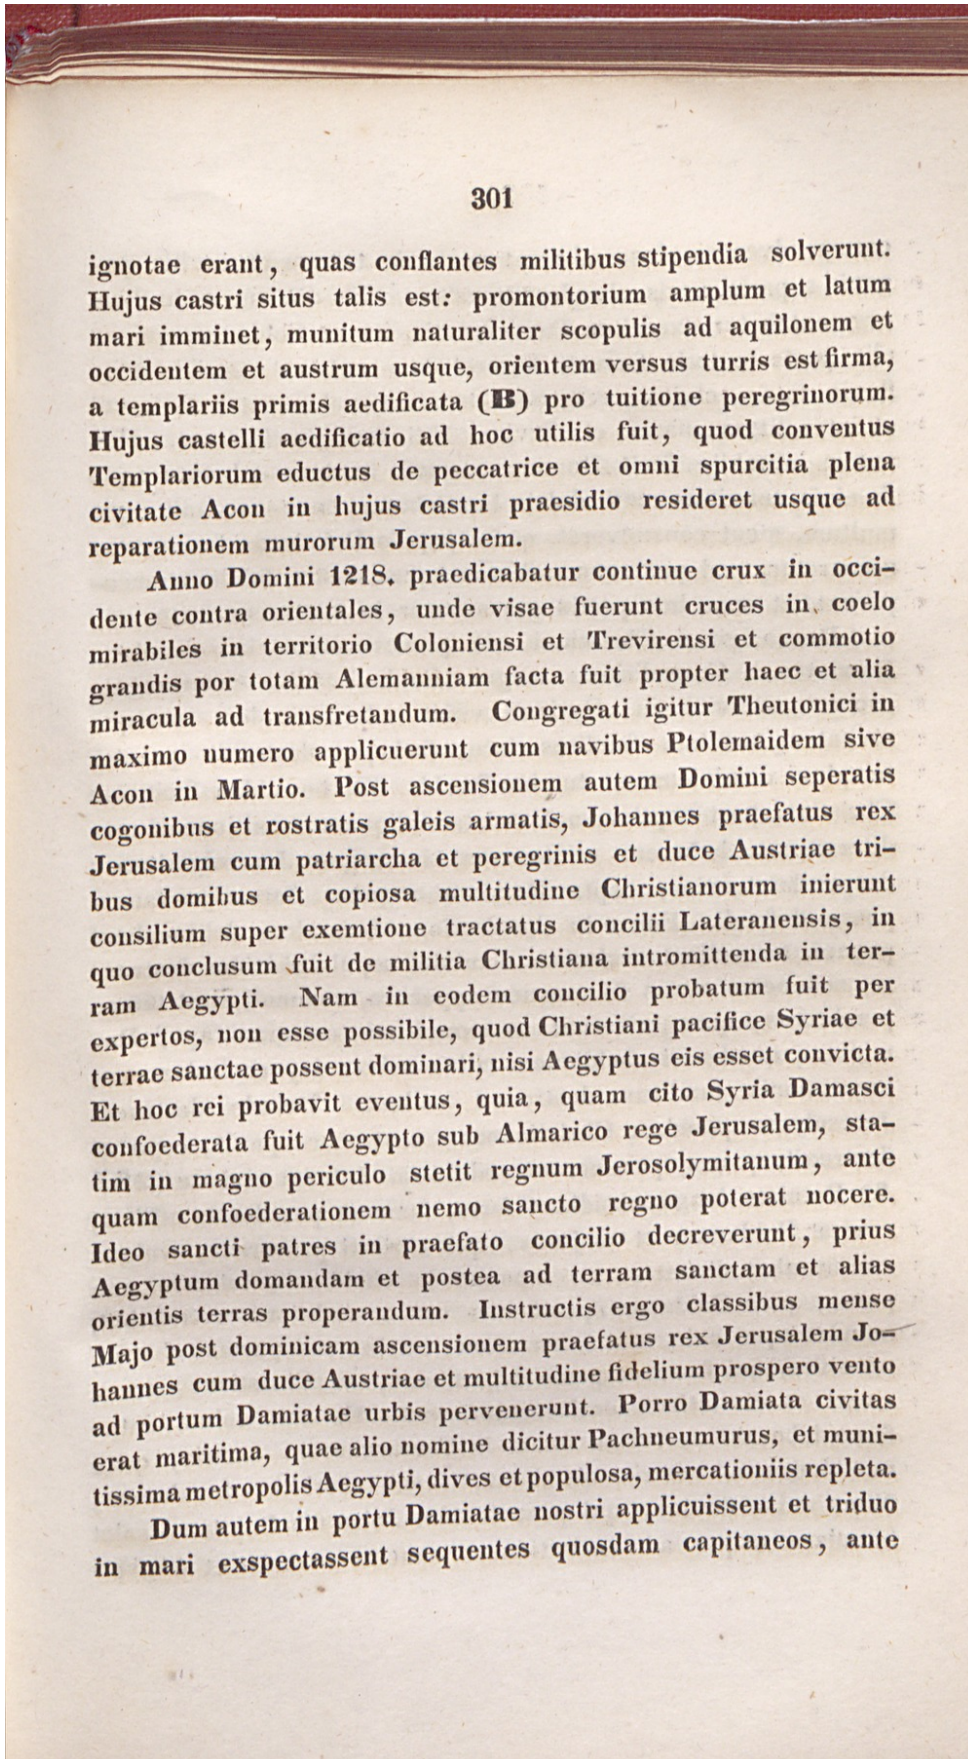 301
ignotae erant, quas conflantes militibus stipendia solverunt.
Hujus castri situs talis est: promontorium amplum et latum
mari imminet, munitum naturaliter scopulis ad aquilonem et
occidentem et austrum usque, orientem versus turris est firma,
a templariis primis aedificata (B) pro tuitione peregrinorum.
Hujus castelli aedificatio ad hoc utilis fuit, quod conventus
Templariorum eductus de peccatrice et omni spurcitia plena
civitate Acon in hujus castri praesidio resideret usque ad
reparationem murorum Jerusalem.
Anno Domini 1218. praedicabatur continue crux in occi-
dente contra orientales, unde visae fuerunt cruces in coelo
mirabiles in territorio Coloniensi et Trevirensi et commotio
grandis por totam Alemanniam facta fuit propter haec et alia
miracula ad transfretandum. Congregati igitur Theutonici in
maximo numero applicuerunt cum navibus Ptolemaidem sive
Acon in Martio. Post ascensionem autem Domini seperatis
cogonibus et rostratis galeis armatis, Johannes praefatus rex
Jerusalem cum patriarcha et peregrinis et duce Austriae tri-
bus domibus et copiosa multitudine Christianorum inierunt
consilium super exemtione tractatus concilii Lateranensis, in
quo conclusum fuit de militia Christiana intromittenda in ter-
ram Aegypti. Nam in eodem concilio probatum fuit per
expertos, non esse possibile, quod Christiani pacifice Syriae et
terrae sanctae possent dominari, nisi Aegyptus eis esset convicta.
Et hoc rei probavit eventus, quia, quam cito Syria Damasci
confoederata fuit Aegypto sub Almarico rege Jerusalem, sta-
tim in magno periculo stetit regnum Jerosolymitanum, ante
quam confoederationem nemo sancto regno poterat nocere.
Ideo sancti patres in praefato concilio decreverunt, prius
Aegyptum domandam et postea ad terram sanctam et alias
orientis terras properandum. Instructis ergo classibus mense
Majo post dominicam ascensionem praefatus rex Jerusalem Jo-
hannes cum duce Austriae et multitudine fidelium prospero vento
ad portum Damiatae urbis pervenerunt. Porro Damiata civitas
erat maritima, quae alio nomine dicitur Pachneumurus, et muni-
tissima metropolis Aegypti, dives et populosa, mercationiis repleta.
Dum autem in portu Damiatae nostri applicuissent et triduo
in mari exspectassent sequentes quosdam capitaneos, ante